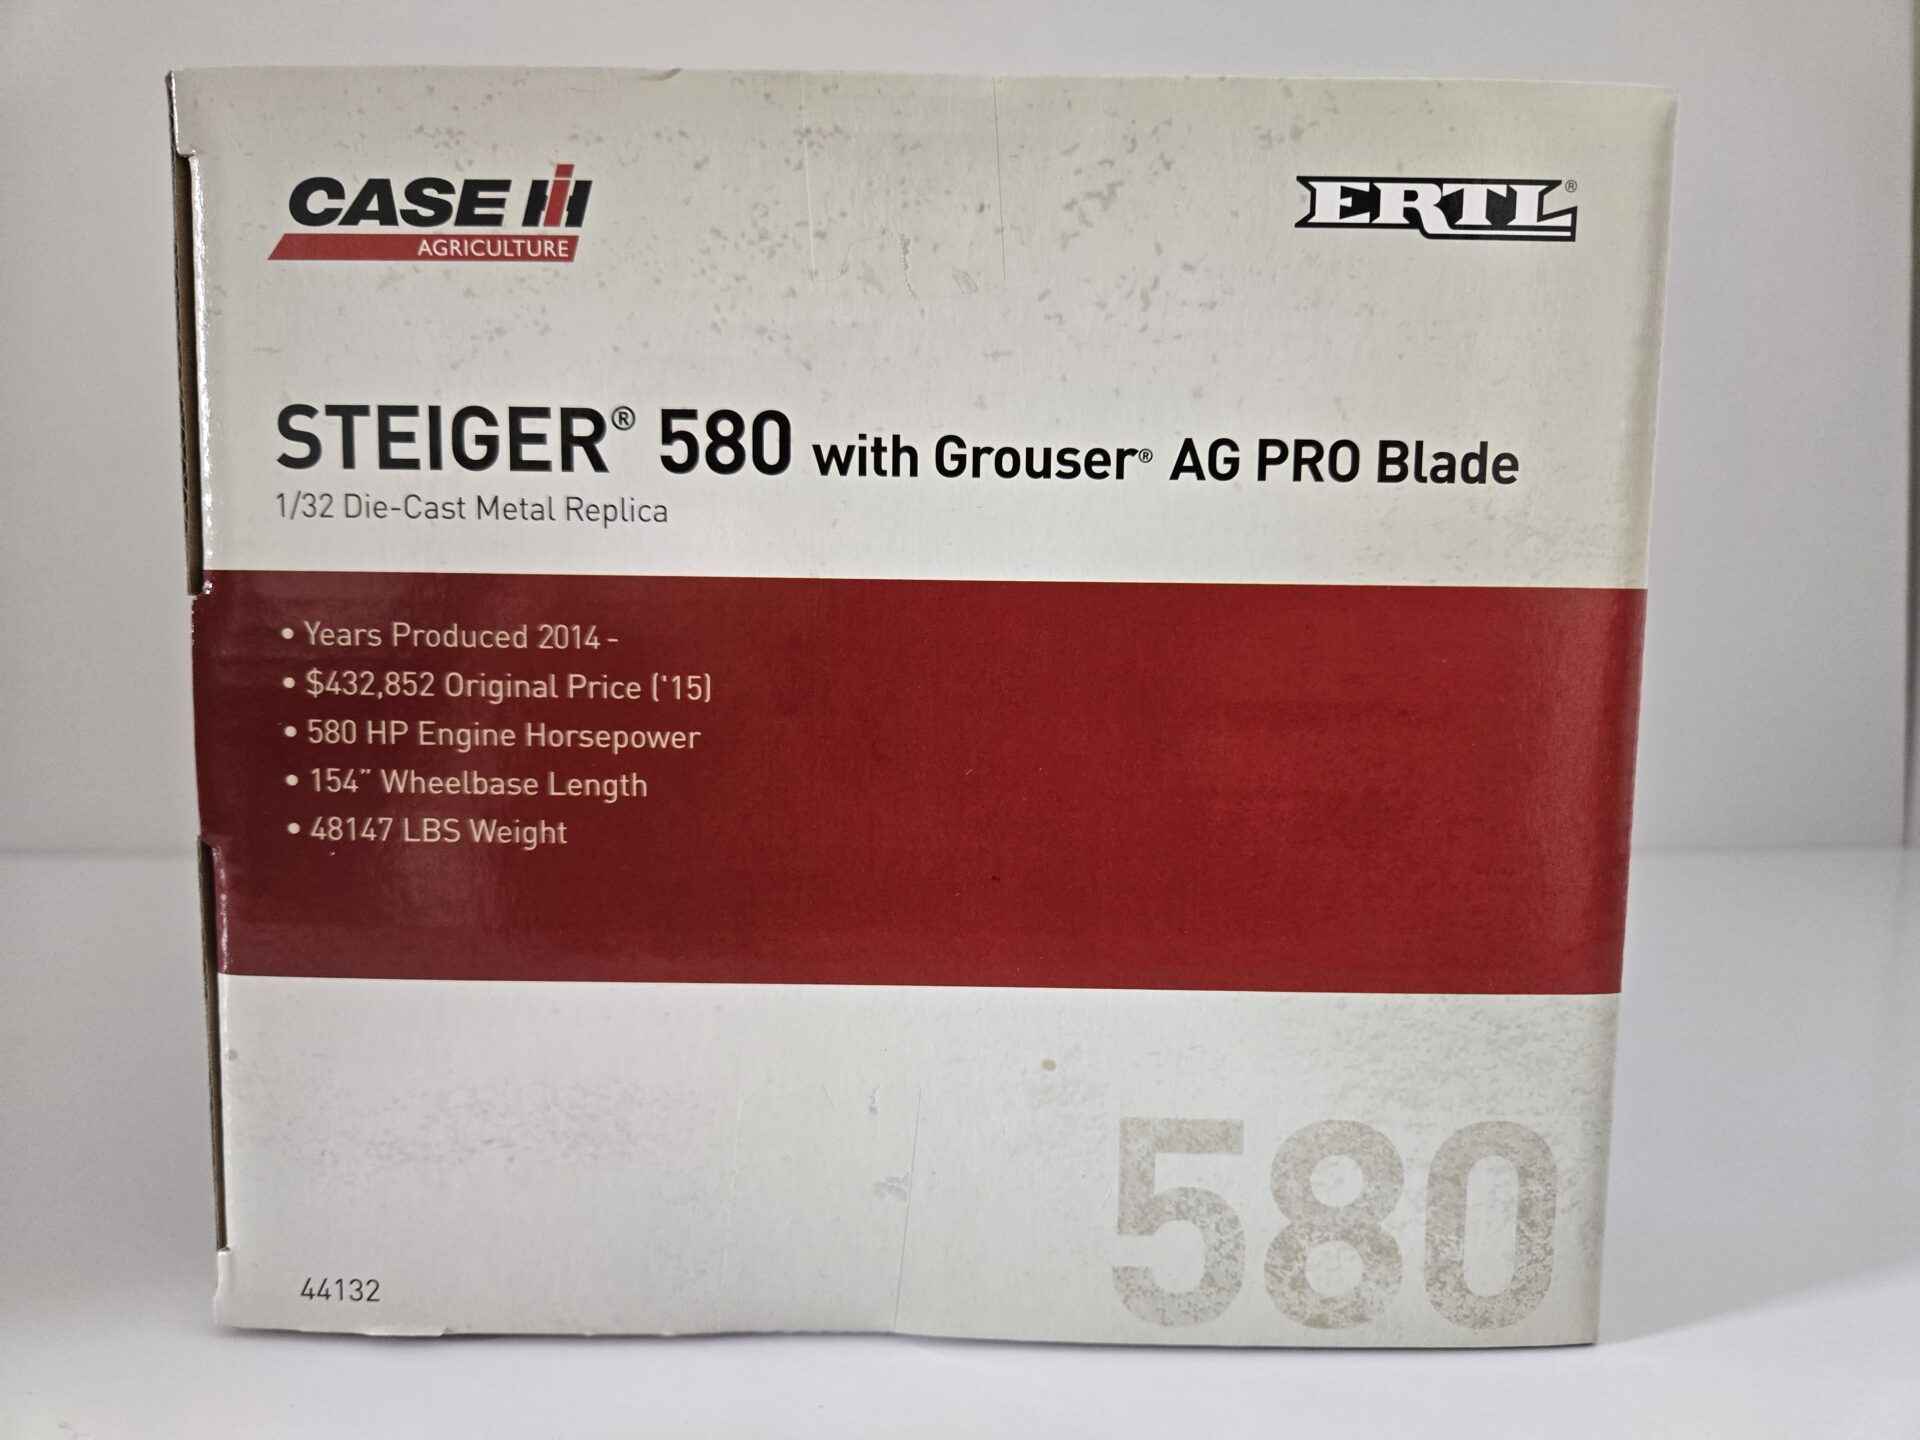 CASE IH
AGRICULTURE
ERTL®
STEIGER® 580 with Grouser® AG PRO Blade
1/32 Die-Cast Metal Replica
• Years Produced 2014 -
• $432,852 Original Price ('15)
• 580 HP Engine Horsepower
• 154” Wheelbase Length
• 48147 LBS Weight
580
44132